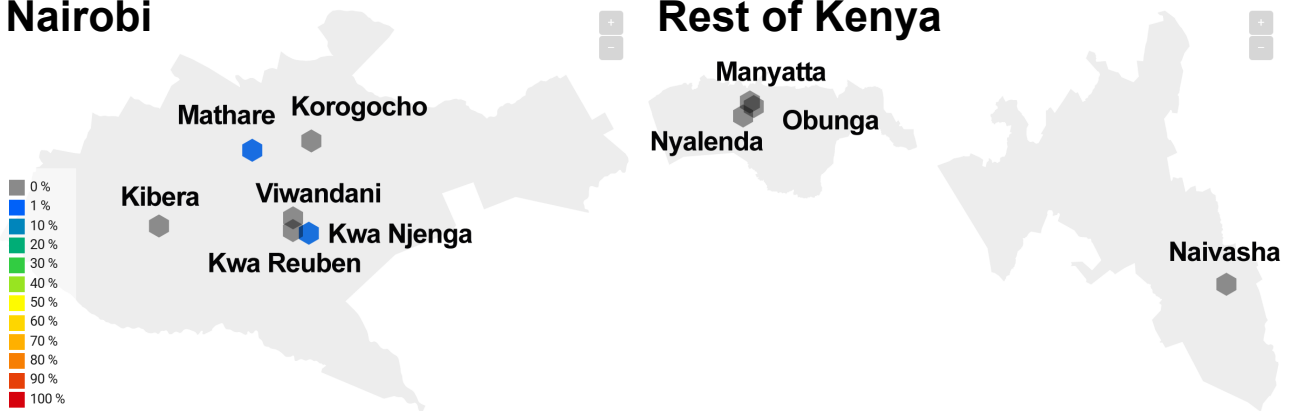 Nairobi
Rest of Kenya
+
−
+
−
Mathare
Korogocho
Kibera
Viwandani
Kwa Njenga
Kwa Reuben
Manyatta
Obunga
Nyalenda
Naivasha
0 %
1 %
10 %
20 %
30 %
40 %
50 %
60 %
70 %
80 %
90 %
100 %